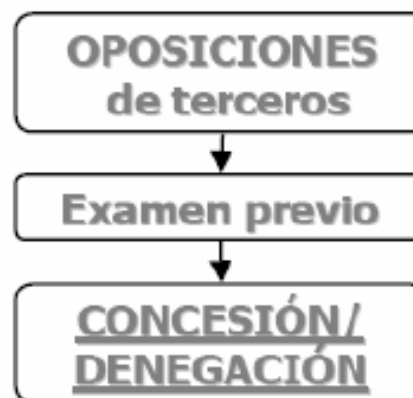 OPOSICIONES
de terceros
Examen previo
CONCESIÓN/
DENEGACIÓN